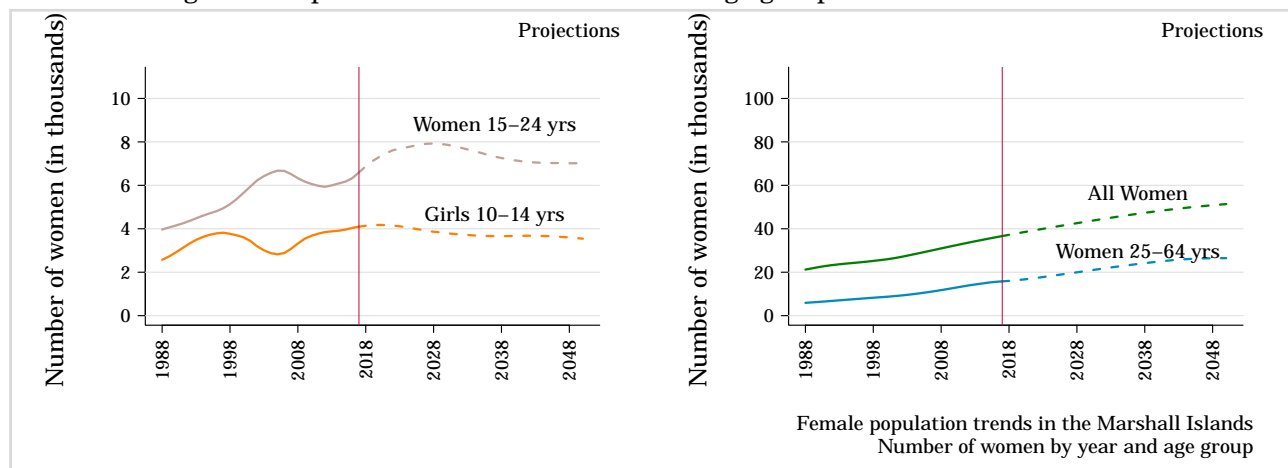 Projections
Number of women (in thousands)
10
8
6
4
2
0
Women 15–24 yrs
Girls 10–14 yrs
1988
1998
2008
2018
2028
2038
2048
Projections
Number of women (in thousands)
100
80
60
40
20
0
All Women
Women 25–64 yrs
1988
1998
2008
2018
2028
2038
2048
Female population trends in the Marshall Islands
Number of women by year and age group